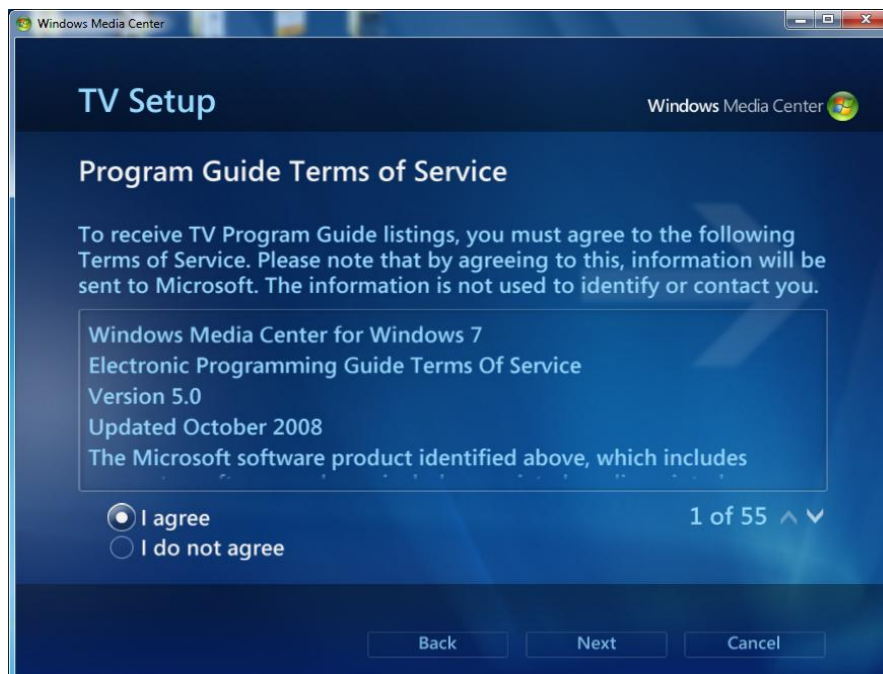 Windows Media Center
TV Setup
Windows Media Center
Program Guide Terms of Service
To receive TV Program Guide listings, you must agree to the following
Terms of Service. Please note that by agreeing to this, information will be
sent to Microsoft. The information is not used to identify or contact you.
Windows Media Center for Windows 7
Electronic Programming Guide Terms Of Service
Version 5.0
Updated October 2008
The Microsoft software product identified above, which includes
I agree
1 of 55
I do not agree
Back Next Cancel